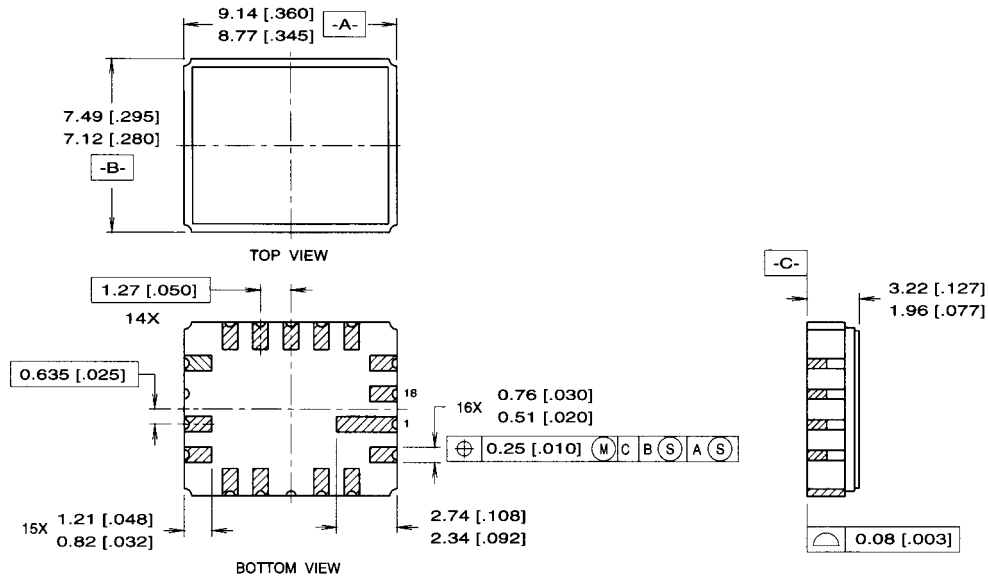 9.14 [.360]
8.77 [.345]
-A-
7.49 [.295]
7.12 [.280]
-B-
TOP VIEW
1.27 [.050]
14X
-C-
3.22 [.127]
1.96 [.077]
0.635 [.025]
18
1
16X
0.76 [.030]
0.51 [.020]
0.25 [.010] M C B S A S
15X
1.21 [.048]
0.82 [.032]
2.74 [.108]
2.34 [.092]
0.08 [.003]
BOTTOM VIEW